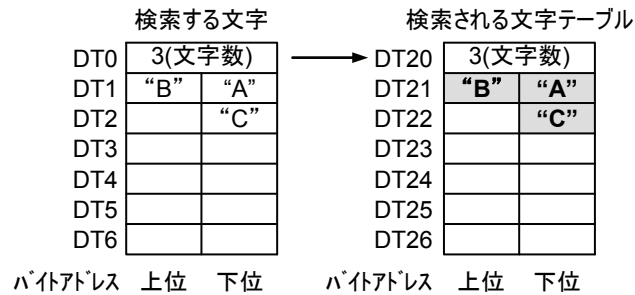 検索する文字 検索される文字テーブル
DT0 3(文字数) DT20 3(文字数)
DT1 “B” “A” DT21 “B” “A”
DT2 “C” DT22 “C”
DT3 DT23
DT4 DT24
DT5 DT25
DT6 DT26
バイトアドレス 上位 下位 バイトアドレス 上位 下位